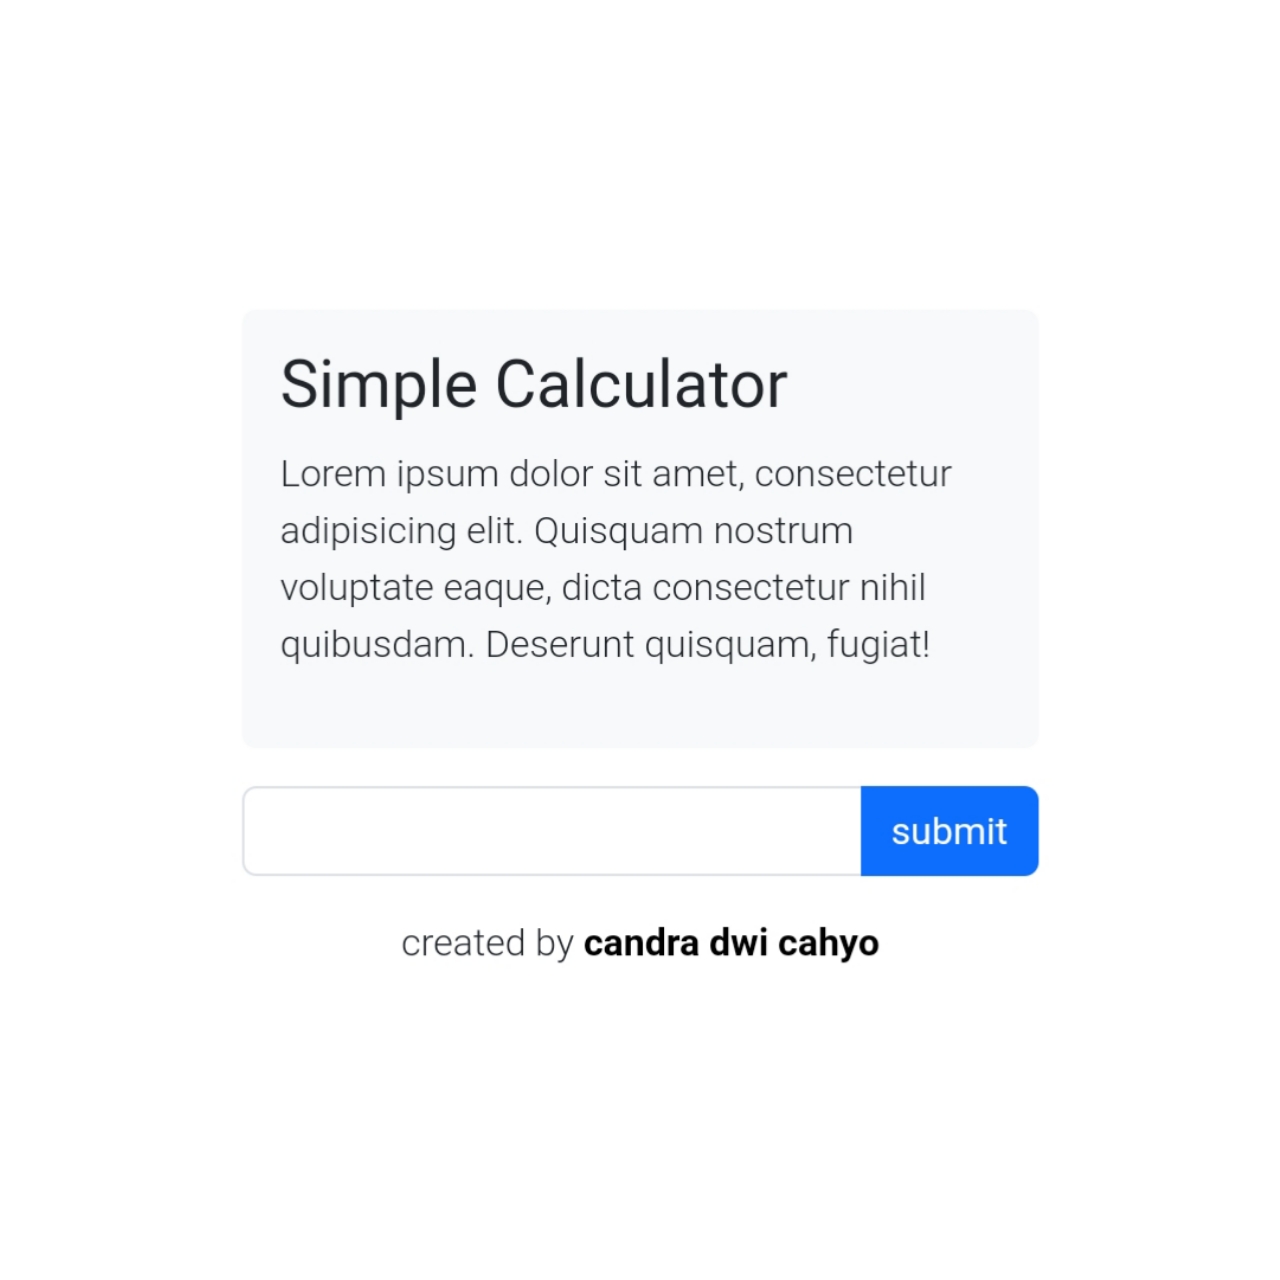 Simple Calculator
Lorem ipsum dolor sit amet, consectetur
adipisicing elit. Quisquam nostrum
voluptate eaque, dicta consectetur nihil
quibusdam. Deserunt quisquam, fugiat!
submit
created by candra dwi cahyo